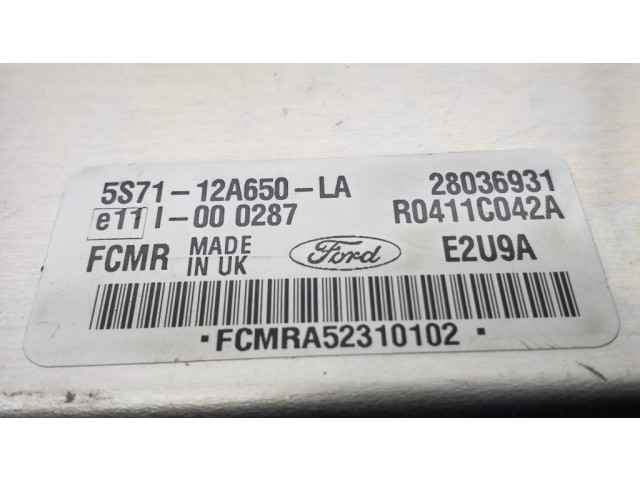 5S71-12A650-LA 28036931
e11 I-00 0287 R0411C042A
FCMR MADE IN UK Ford E2U9A
·FCMRA52310102·